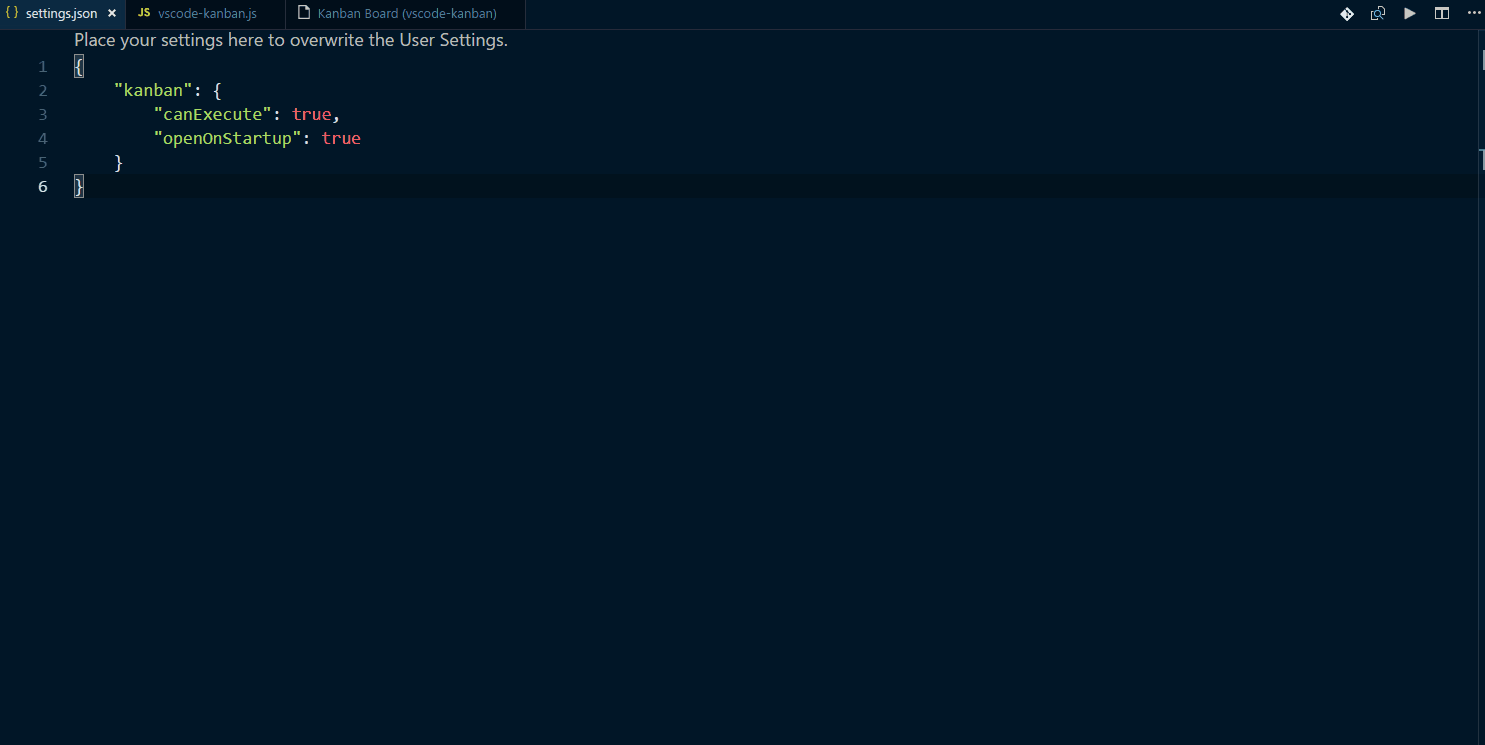 { } settings.json × JS vscode-kanban.js Kanban Board (vscode-kanban)
Place your settings here to overwrite the User Settings.
1 {
2 "kanban": {
3 "canExecute": true,
4 "openOnStartup": true
5 }
6 }